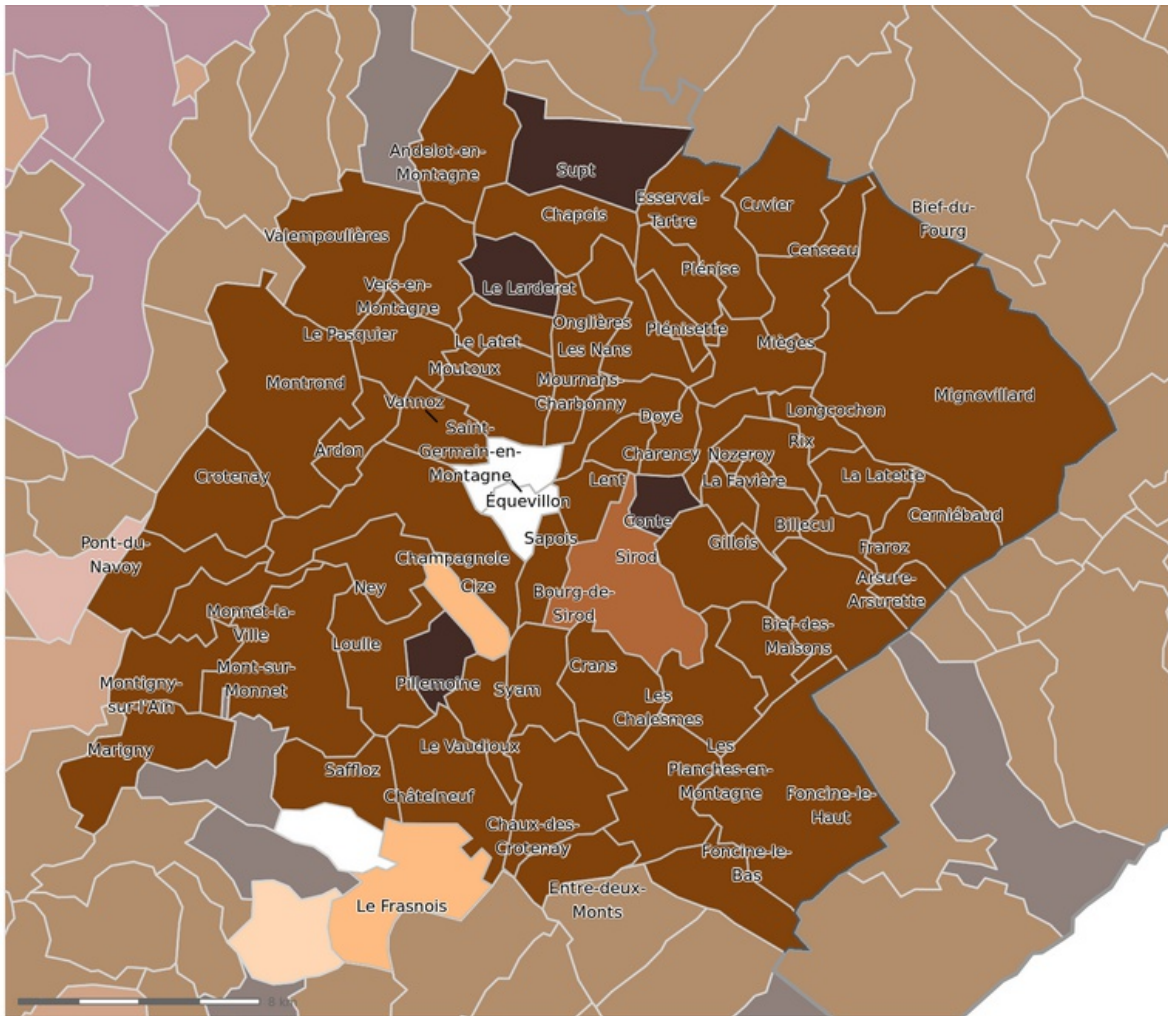 Andelot-en-
Montagne
Supt
Esserval-
Tartre
Cuvier
Bief-du-
Fourg
Chapois
Valempoulières
Censeau
Plénise
Vers-en-
Montagne
Le Larderet
Le Pasquier
Onglières
Plénisette
Le Latet
Les Nans
Mièges
Moutoux
Montrond
Mournans-
Charbonny
Mignovillard
Vannoz
Longcochon
Doye
Saint-
Germain-en-
Montagne
Rix
Ardon
Charency
Nozeroy
Crotenay
Lent
La Favière
La Latette
Équevillon
Cerniébaud
Conte
Billecul
Sapois
Gillois
Pont-du-
Navoy
Fraroz
Champagnole
Sirod
Cize
Ney
Arsure-
Arsurette
Bourg-de-
Sirod
Monnet-la-
Ville
Bief-des-
Maisons
Loulle
Crans
Mont-sur-
Monnet
Pillemoine
Syam
Montigny-
sur-l'Ain
Les
Chalesmes
Marigny
Le Vaudioux
Les
Planches-en-
Montagne
Saffloz
Châtelneuf
Foncine-le-
Haut
Chaux-des-
Crotenay
Foncine-le-
Bas
Entre-deux-
Monts
Le Frasnois
8 km